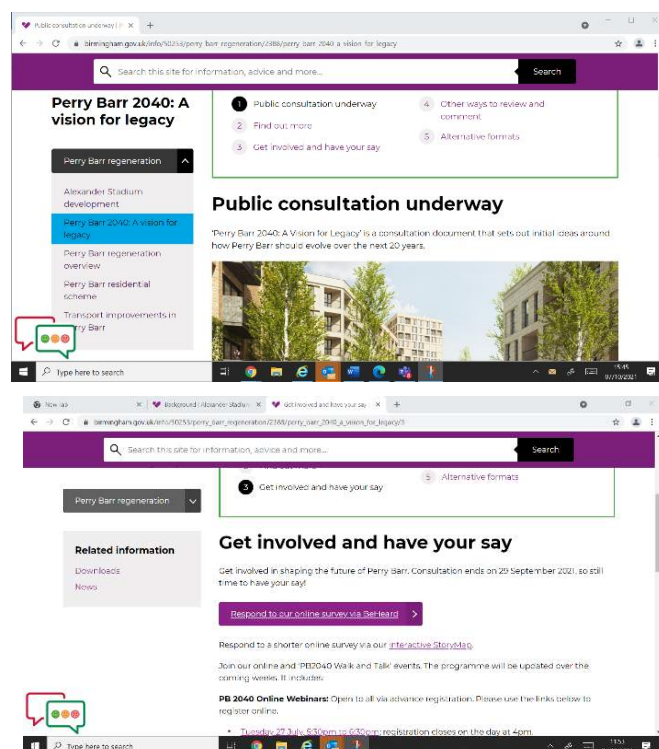 Public consultation underway | P
birmingham.gov.uk/info/50253/perry_barr_regeneration/2388/perry_barr_2040_a_vision_for_legacy
Search this site for information, advice and more...
Search
Perry Barr 2040: A
vision for legacy
Perry Barr regeneration
Alexander Stadium
development
Perry Barr 2040: A vision for
legacy
Perry Barr regeneration
overview
Perry Barr residential
scheme
Transport improvements in
Perry Barr
1 Public consultation underway
2 Find out more
3 Get involved and have your say
4 Other ways to review and
comment
5 Alternative formats
Public consultation underway
'Perry Barr 2040: A Vision for Legacy' is a consultation document that sets out initial ideas around
how Perry Barr should evolve over the next 20 years.
Type here to search
15:45
07/10/2021
New Tab
Background | Alexander Stadium
Get involved and have your say
birmingham.gov.uk/info/50253/perry_barr_regeneration/2388/perry_barr_2040_a_vision_for_legacy/3
Search this site for information, advice and more...
Search
Perry Barr regeneration
Related information
Downloads
News
3 Get involved and have your say
5 Alternative formats
Get involved and have your say
Get involved in shaping the future of Perry Barr. Consultation ends on 29 September 2021, so still
time to have your say!
Respond to our online survey via BeHeard
Respond to a shorter online survey via our interactive StoryMap.
Join our online and 'PB2040 Walk and Talk' events. The programme will be updated over the
coming weeks. It includes:
PB 2040 Online Webinars: Open to all via advance registration. Please use the links below to
register online.
• Tuesday 27 July, 5:30pm to 6:30pm: registration closes on the day at 4pm.
Type here to search
11:53